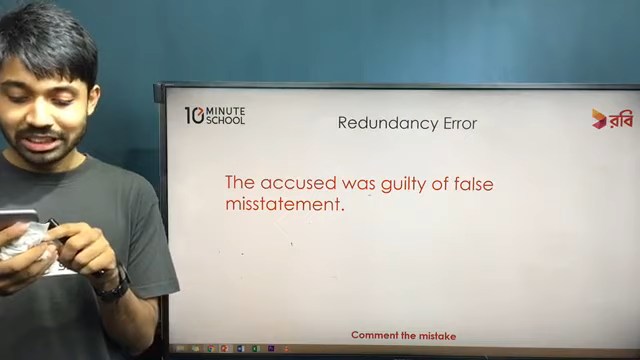 10 MINUTE SCHOOL
Redundancy Error
রবি
The accused was guilty of false
misstatement.
Comment the mistake